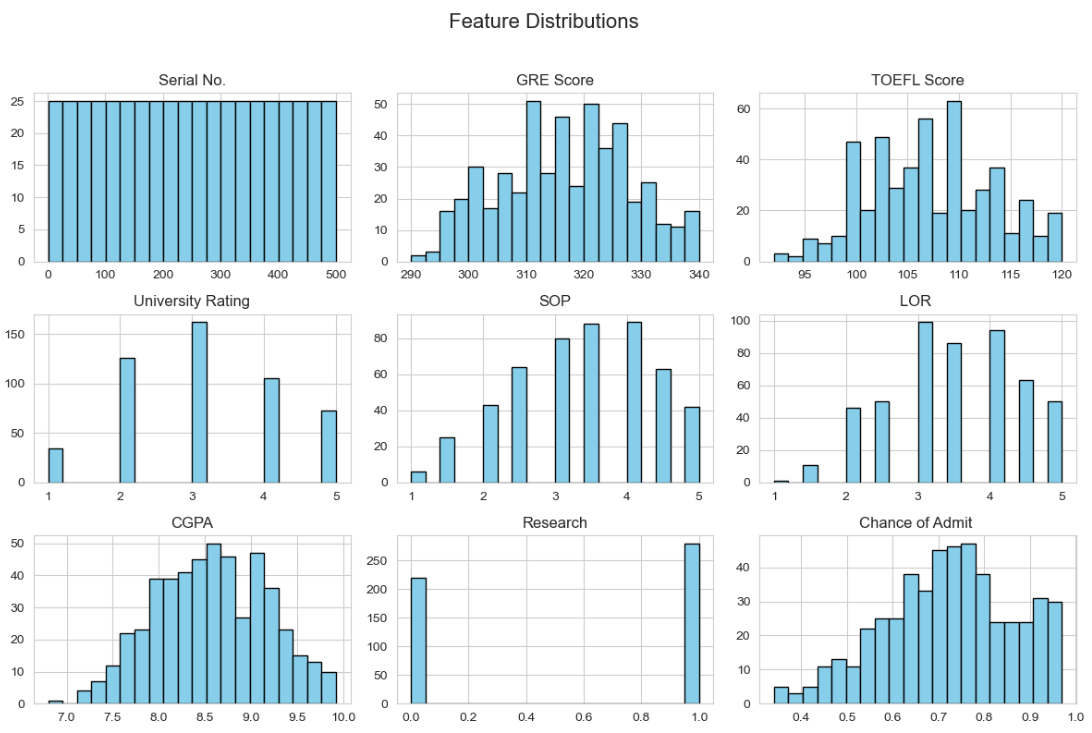 Feature Distributions
Serial No.
25
20
15
10
5
0
0 100 200 300 400 500
GRE Score
50
40
30
20
10
0
290 300 310 320 330 340
TOEFL Score
60
40
20
0
95 100 105 110 115 120
University Rating
150
100
50
0
1 2 3 4 5
SOP
80
60
40
20
0
1 2 3 4 5
LOR
100
80
60
40
20
0
1 2 3 4 5
CGPA
50
40
30
20
10
0
7.0 7.5 8.0 8.5 9.0 9.5 10.0
Research
250
200
150
100
50
0
0.0 0.2 0.4 0.6 0.8 1.0
Chance of Admit
40
30
20
10
0
0.4 0.5 0.6 0.7 0.8 0.9 1.0